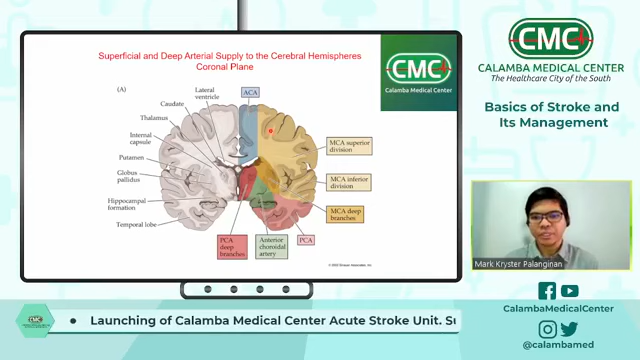 Superficial and Deep Arterial Supply to the Cerebral Hemispheres
Coronal Plane
(A)
Lateral
ventricle
ACA
Caudate
Thalamus
Internal
capsule
Putamen
Globus
pallidus
Hippocampal
formation
Temporal lobe
MCA superior
division
MCA inferior
division
MCA deep
branches
PCA
deep
branches
Anterior
choroidal
artery
PCA
CMC
Calamba Medical Center
CMC
CALAMBA MEDICAL CENTER
The Healthcare City of the South
Basics of Stroke and
Its Management
Mark Kryster Palanginan
CalambaMedicalCenter
@calambamed
CMC
• Launching of Calamba Medical Center Acute Stroke Unit. Su